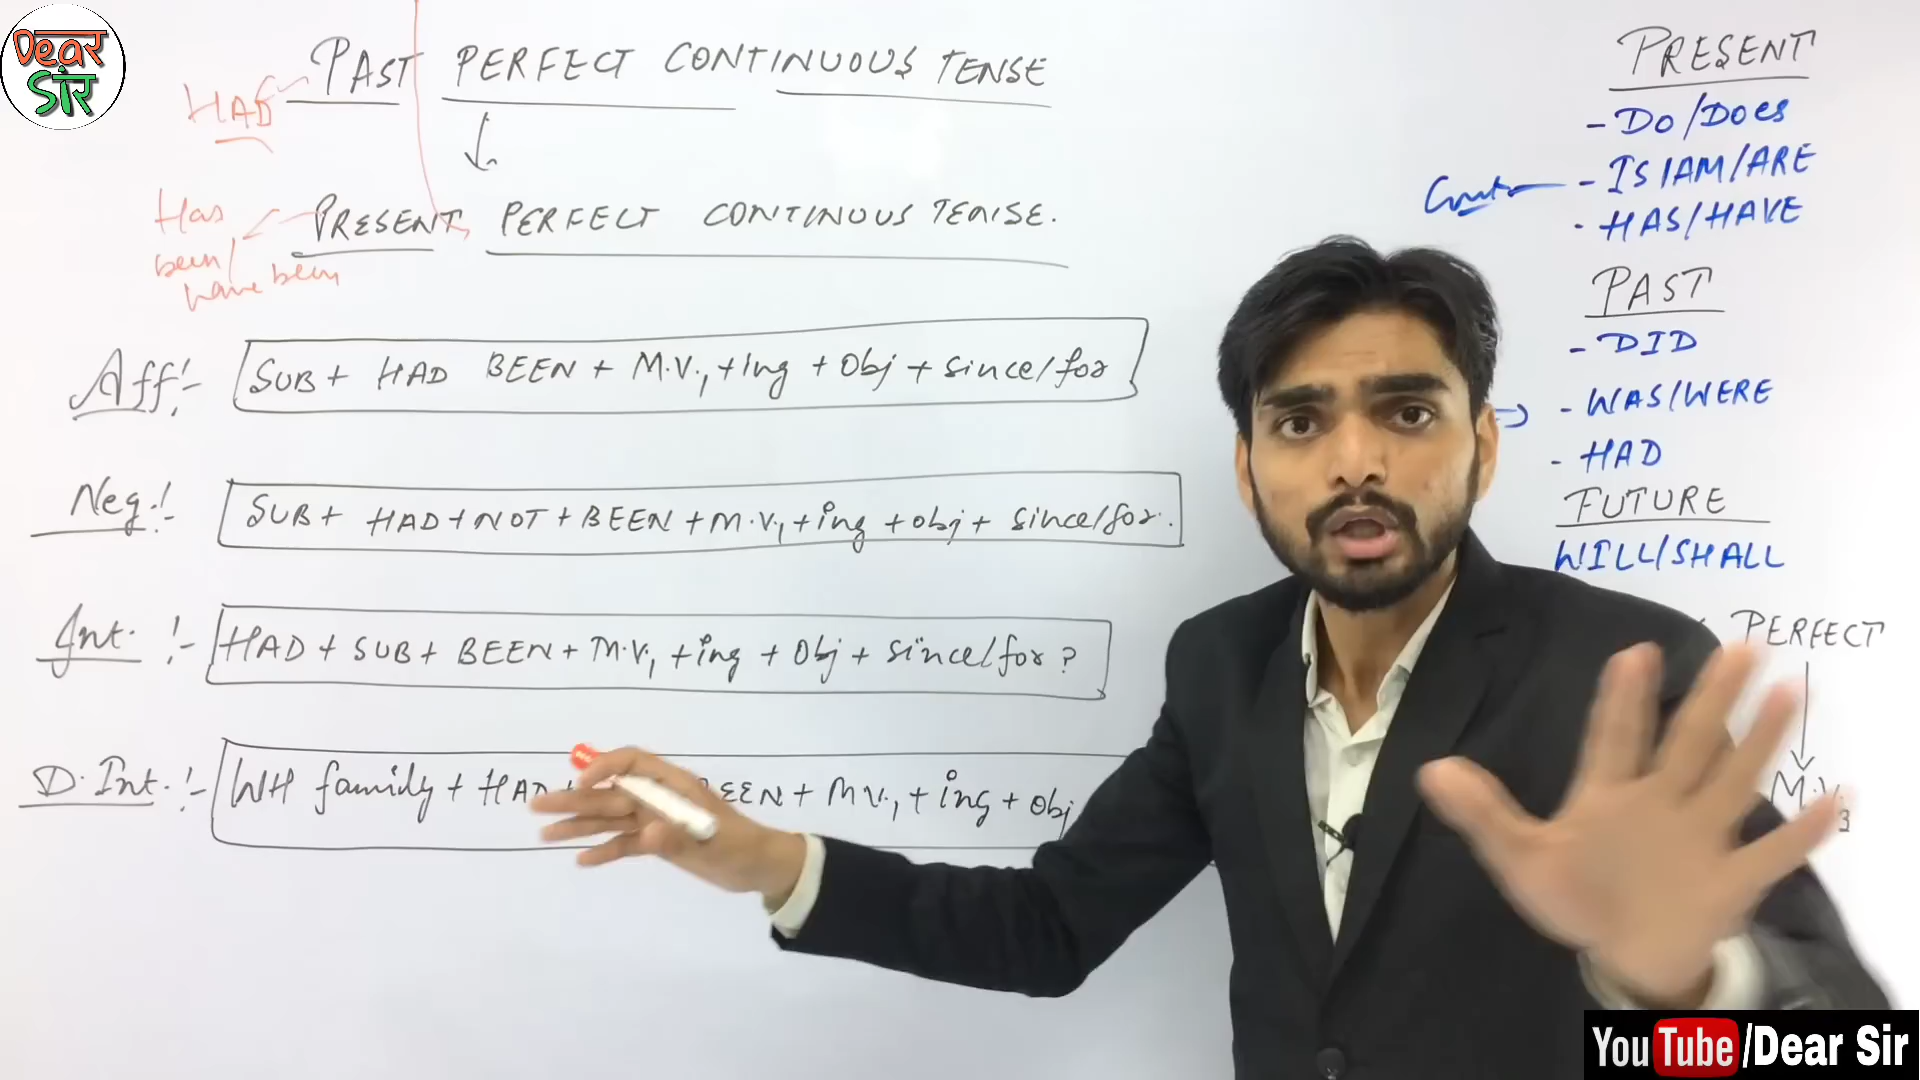 Dear
Sir
PAST PERFECT CONTINUOUS TENSE
HAD
PRESENT PERFECT CONTINUOUS TENSE.
Has
been/
have been
Aff:- SUB + HAD BEEN + M.V.1 + ing + Obj + since/for
Neg:- SUB + HAD + NOT + BEEN + M.V.1 + ing + obj + since/for.
Int. :- HAD + SUB + BEEN + M.V.1 + ing + Obj + since/for ?
D. Int. :- WH family + HAD + BEEN + M.V.1 + ing + obj
PRESENT
- DO/DOES
- IS/AM/ARE
- HAS/HAVE
PAST
- DID
- WAS/WERE
- HAD
FUTURE
WILL/SHALL
PERFECT
M.V.3
YouTube/Dear Sir